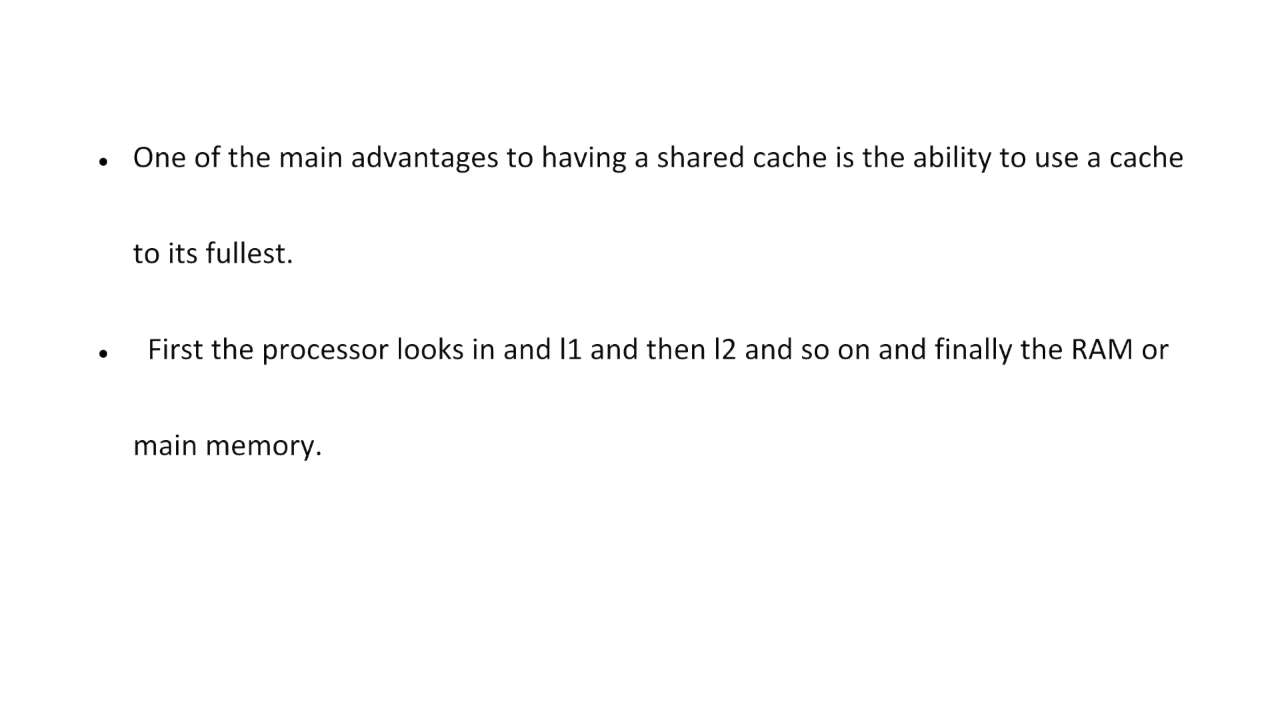 • One of the main advantages to having a shared cache is the ability to use a cache
to its fullest.
• First the processor looks in and l1 and then l2 and so on and finally the RAM or
main memory.